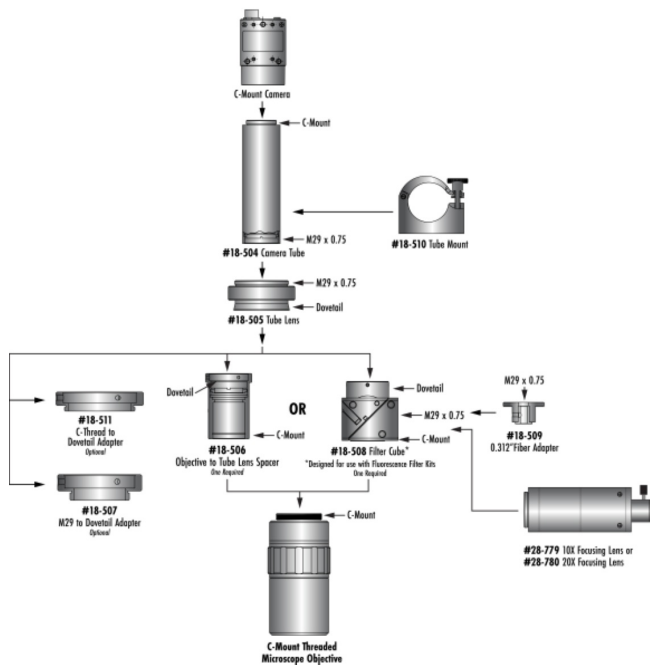 C-Mount Camera
C-Mount
M29 x 0.75
#18-504 Camera Tube
#18-510 Tube Mount
M29 x 0.75
Dovetail
#18-505 Tube Lens
Dovetail
C-Mount
#18-506
Objective to Tube Lens Spacer
One Required
OR
Dovetail
M29 x 0.75
C-Mount
#18-508 Filter Cube*
*Designed for use with Fluorescence Filter Kits
One Required
M29 x 0.75
#18-509
0.312"Fiber Adapter
#18-511
C-Thread to
Dovetail Adapter
Optional
#18-507
M29 to Dovetail Adapter
Optional
#28-779 10X Focusing Lens or
#28-780 20X Focusing Lens
C-Mount
C-Mount Threaded
Microscope Objective